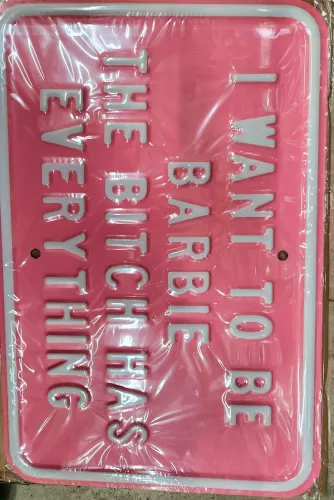 I WANT TO BE
BARBIE
THE BITCH HAS
EVERYTHING